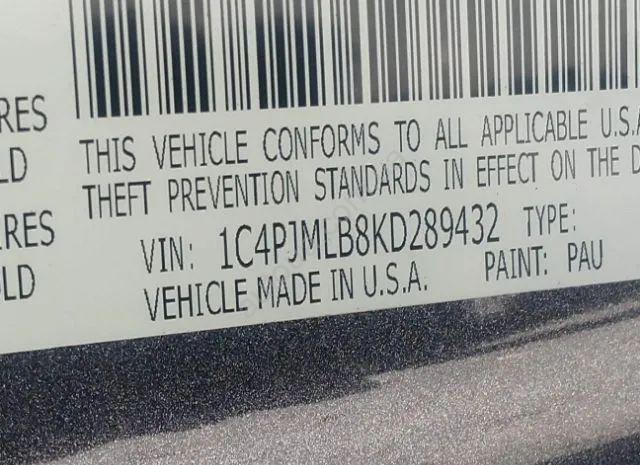 RES
LD
THIS VEHICLE CONFORMS TO ALL APPLICABLE U.S.A
THEFT PREVENTION STANDARDS IN EFFECT ON THE D
RES
OLD
VIN: 1C4PJMLB8KD289432 TYPE:
VEHICLE MADE IN U.S.A. PAINT: PAU